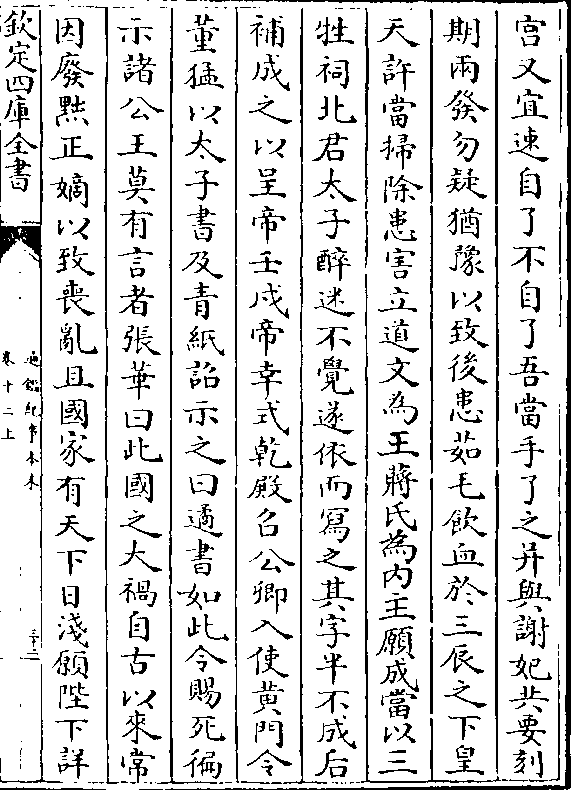 宫又宜速自了不自了吾當手了之并與謝妃共要刻
期兩發勿疑猶豫以致後患茹毛飲血於三辰之下皇
天許當掃除患害立道文為王蔣氏為内主願成當以三
牲祠北君太子醉迷不覺遂依而寫之其字半不成后
補成之以呈帝壬戌帝幸式乾殿召公卿入使黄門令
董猛以太子書及青紙詔示之曰遹書如此令賜死徧
示諸公王莫有言者張華曰此國之大禍自古以來常
因廢黜正嫡以致喪亂且國家有天下日淺願陛下詳
欽定四庫全書
通鑑紀事本末
卷十二上
三十二